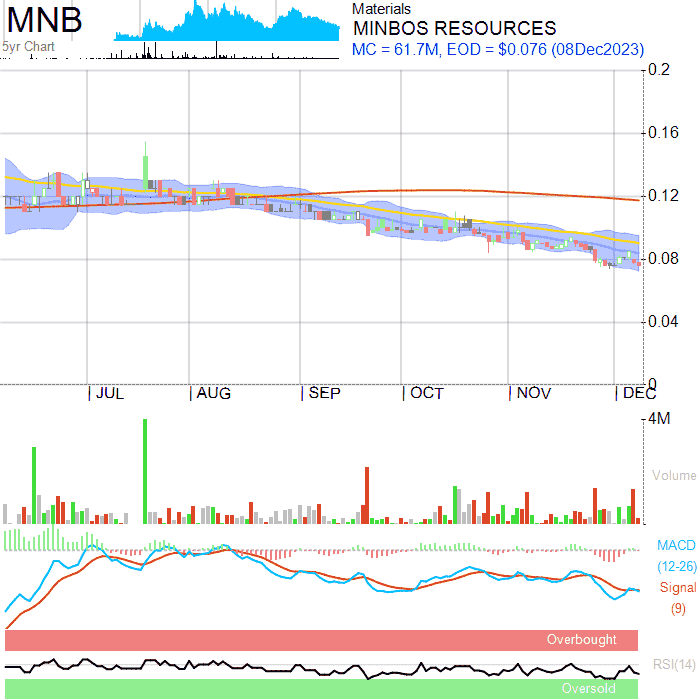 MNB
5yr Chart
Materials
MINBOS RESOURCES
MC = 61.7M, EOD = $0.076 (08Dec2023)
0.2
0.16
0.12
0.08
0.04
0
JUL AUG SEP OCT NOV DEC
4M
Volume
MACD
(12-26)
Signal
(9)
Overbought
RSI(14)
Oversold